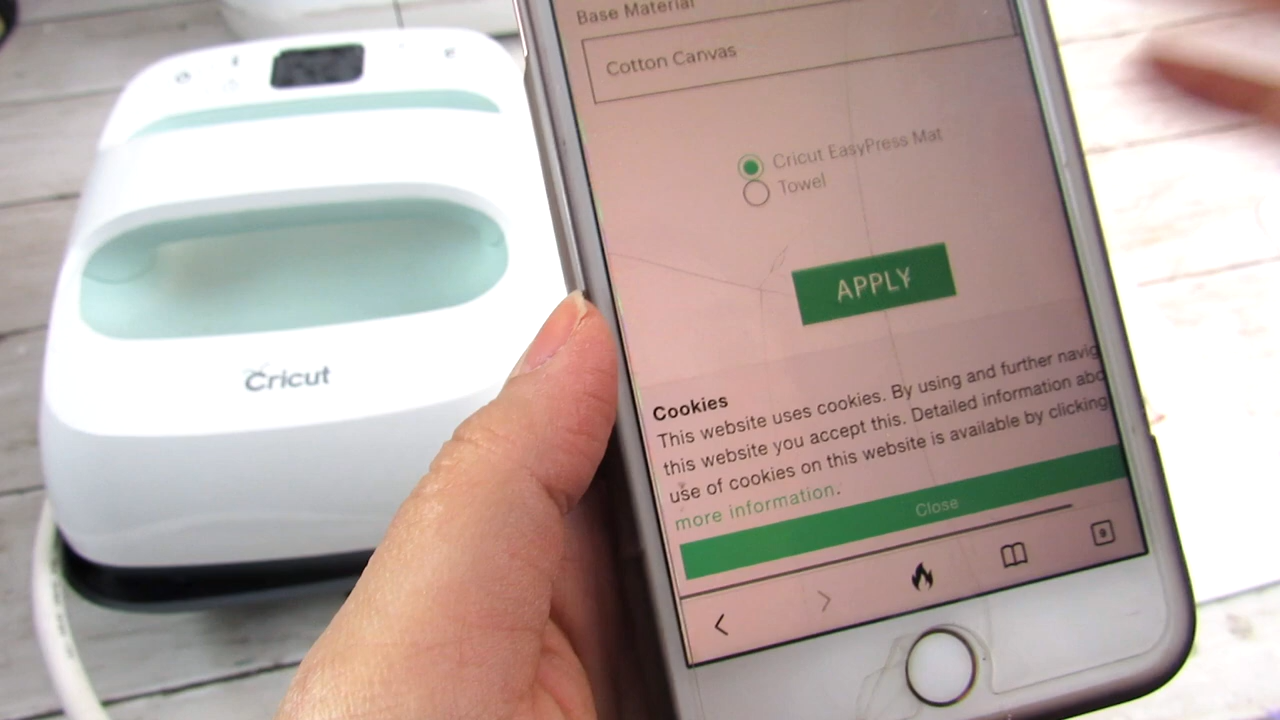 Base Material
Cotton Canvas
Cricut EasyPress Mat
Towel
APPLY
Cookies
This website uses cookies. By using and further navig
this website you accept this. Detailed information abo
use of cookies on this website is available by clicking
more information.
Close
9
Cricut